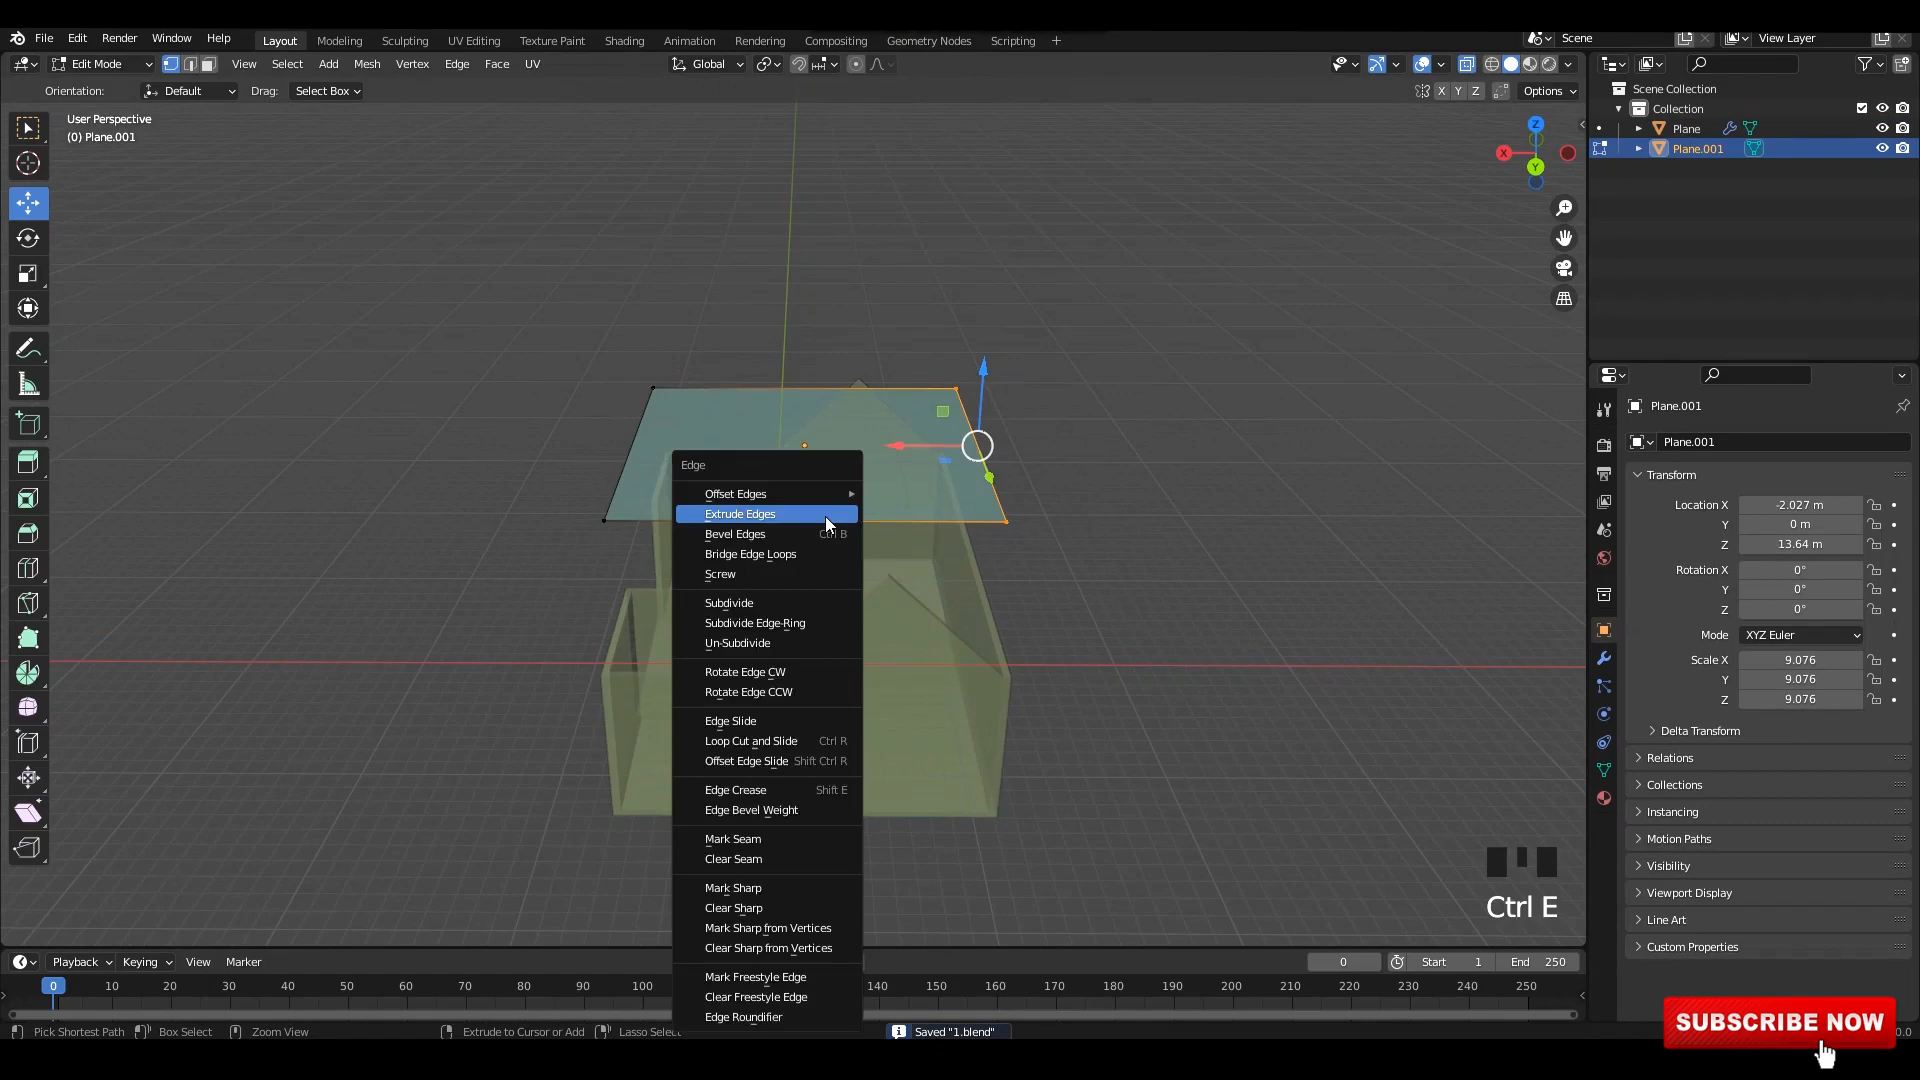 File Edit Render Window Help Layout Modeling Sculpting UV Editing Texture Paint Shading Animation Rendering Compositing Geometry Nodes Scripting + Scene View Layer
Edit Mode View Select Add Mesh Vertex Edge Face UV Global
Orientation: Default Drag: Select Box X Y Z Options
User Perspective
(0) Plane.001
Z
X
Y
Scene Collection
Collection
Plane
Plane.001
Edge
Offset Edges
Extrude Edges
Bevel Edges Ctrl B
Bridge Edge Loops
Screw
Subdivide
Subdivide Edge-Ring
Un-Subdivide
Rotate Edge CW
Rotate Edge CCW
Edge Slide
Loop Cut and Slide Ctrl R
Offset Edge Slide Shift Ctrl R
Edge Crease Shift E
Edge Bevel Weight
Mark Seam
Clear Seam
Mark Sharp
Clear Sharp
Mark Sharp from Vertices
Clear Sharp from Vertices
Mark Freestyle Edge
Clear Freestyle Edge
Edge Roundifier
Plane.001
Plane.001
Transform
Location X -2.027 m
Y 0 m
Z 13.64 m
Rotation X 0°
Y 0°
Z 0°
Mode XYZ Euler
Scale X 9.076
Y 9.076
Z 9.076
Delta Transform
Relations
Collections
Instancing
Motion Paths
Visibility
Viewport Display
Line Art
Custom Properties
Ctrl E
Playback Keying View Marker 0 Start 1 End 250
0 10 20 30 40 50 60 70 80 90 100 140 150 160 170 180 190 200 210 220 230 240 250
Pick Shortest Path Box Select Zoom View Extrude to Cursor or Add Lasso Select Saved "1.blend"
SUBSCRIBE NOW